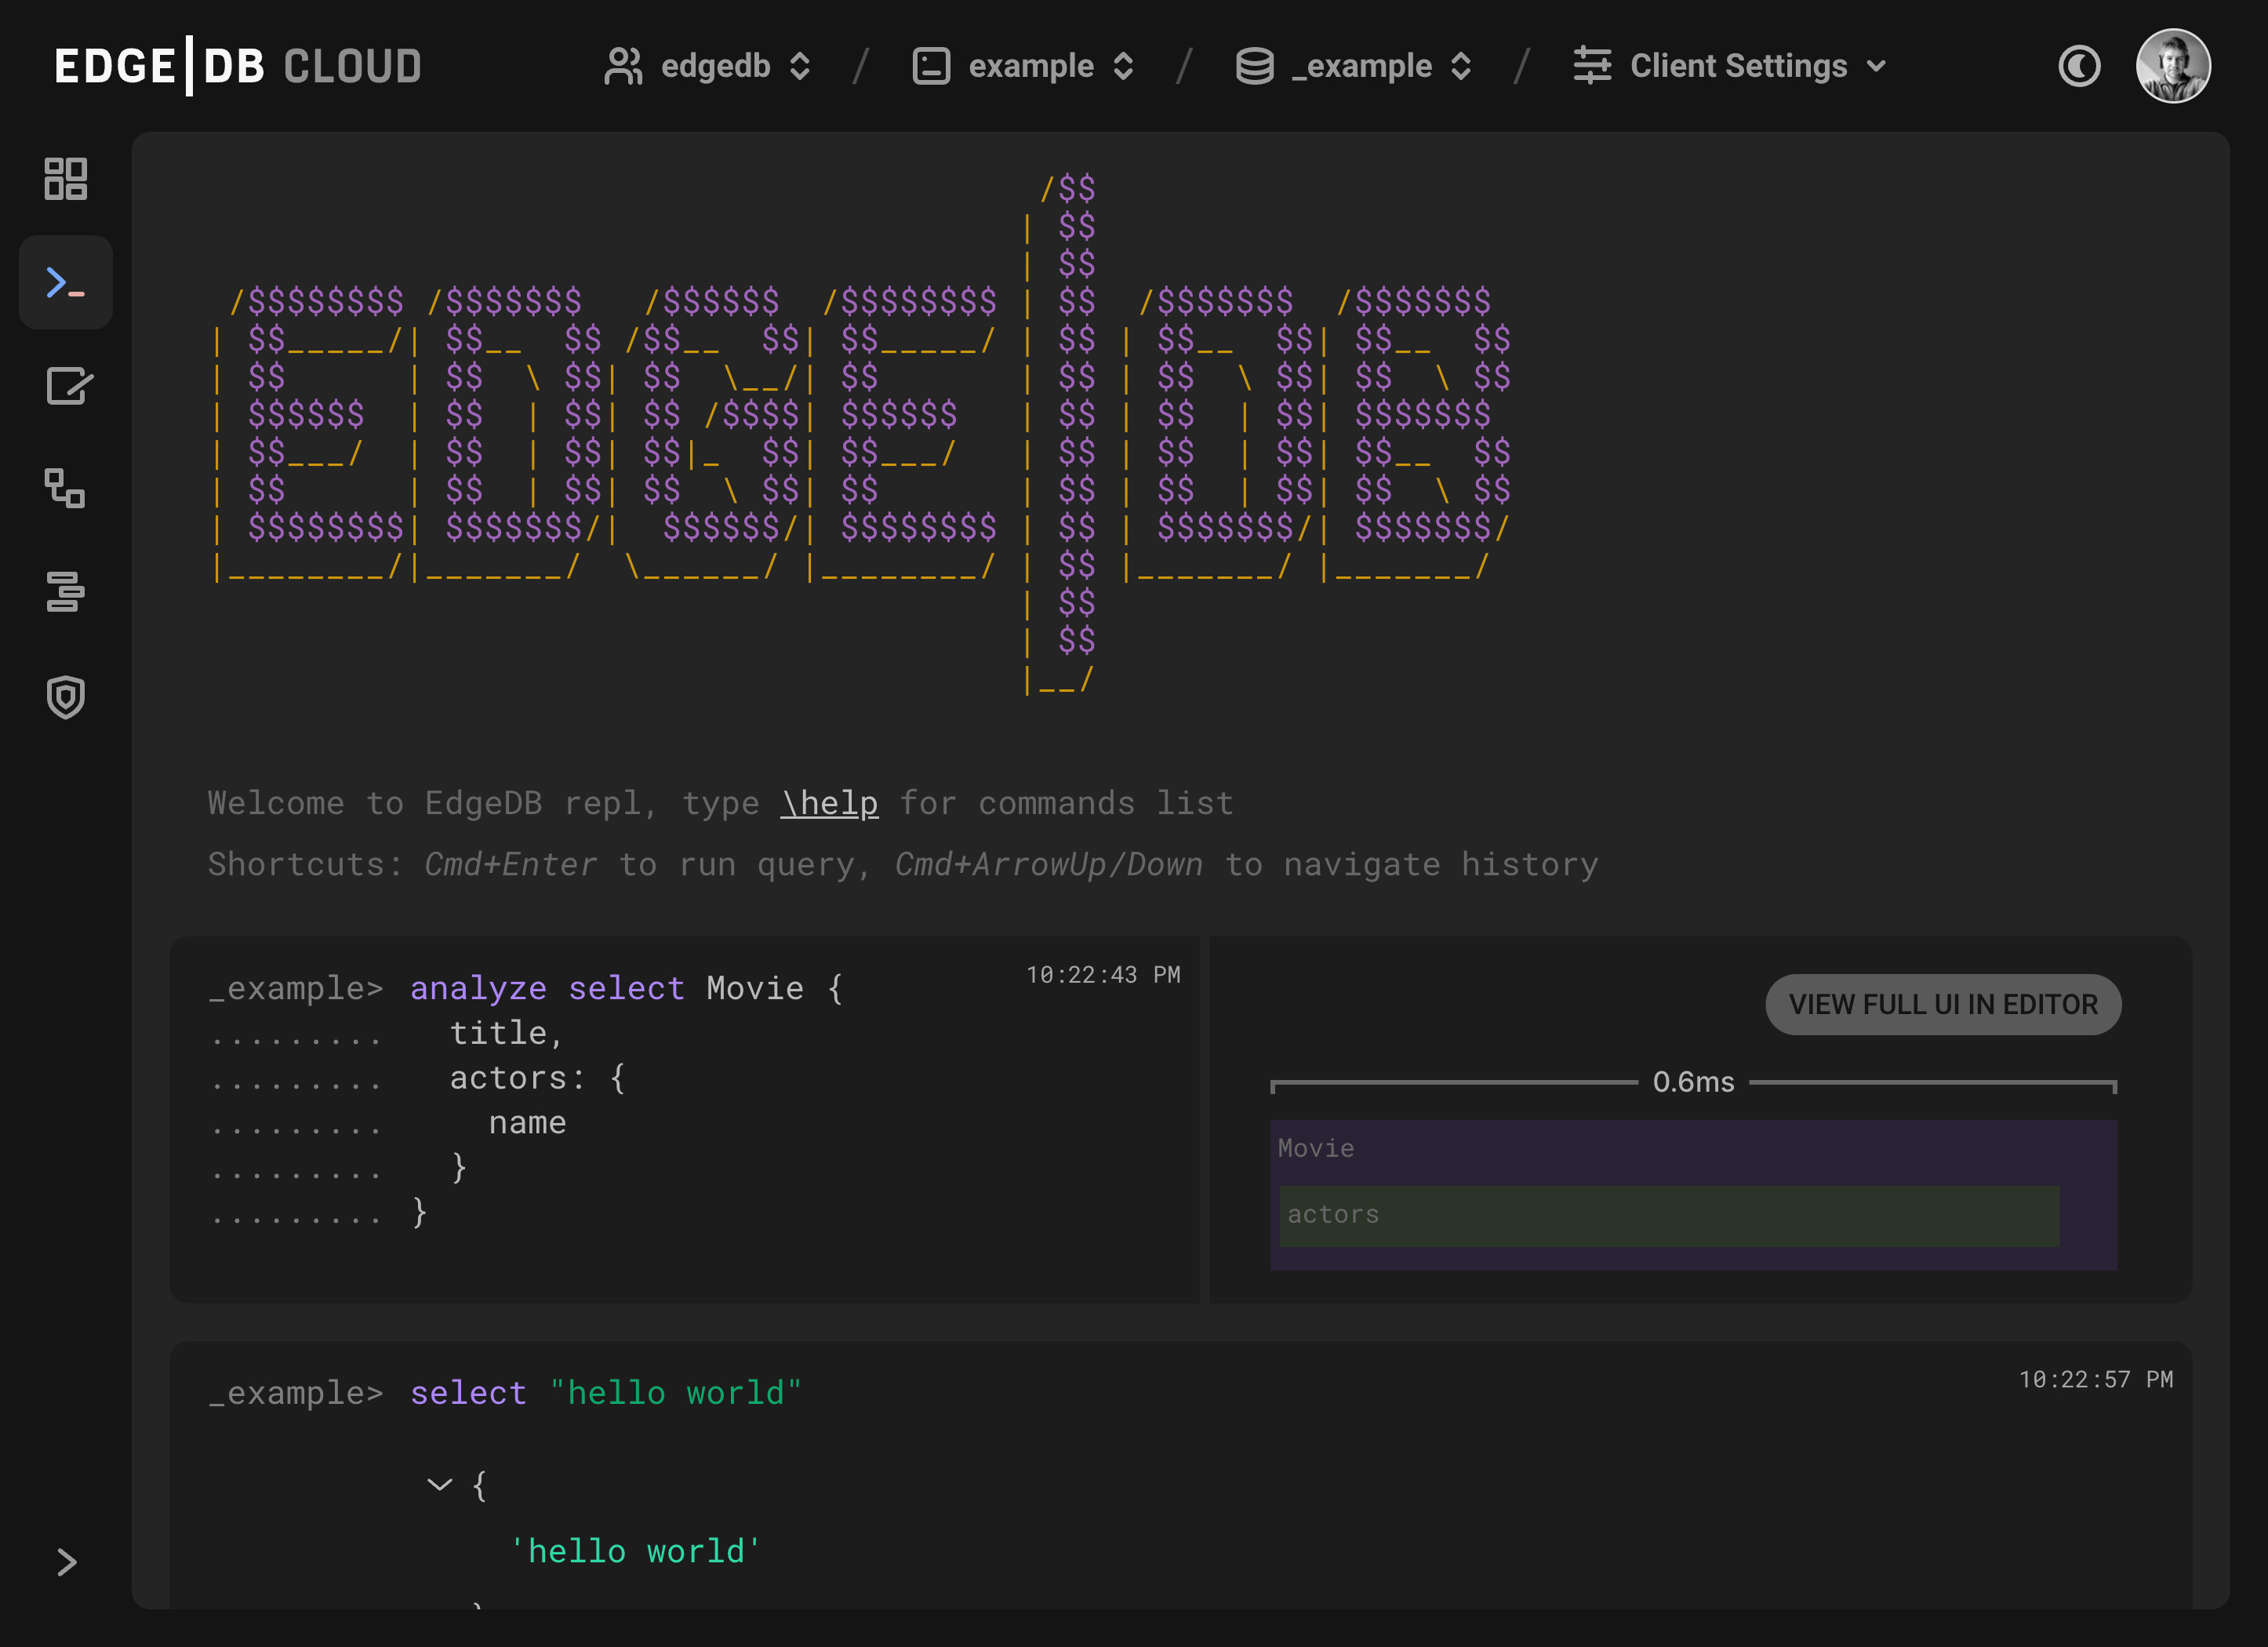 EDGE|DB CLOUD
edgedb / example / _example / Client Settings
                                          /$$
                                         | $$
                                         | $$
 /$$$$$$$$ /$$$$$$$   /$$$$$$  /$$$$$$$$ | $$  /$$$$$$$  /$$$$$$$
| $$_____/| $$__  $$ /$$__  $$| $$_____/ | $$ | $$__  $$| $$__  $$
| $$      | $$  \ $$| $$  \__/| $$       | $$ | $$  \ $$| $$  \ $$
| $$$$$$  | $$  | $$| $$ /$$$$| $$$$$$   | $$ | $$  | $$| $$$$$$$
| $$___/  | $$  | $$| $$|_  $$| $$___/   | $$ | $$  | $$| $$__  $$
| $$      | $$  | $$| $$  \ $$| $$       | $$ | $$  | $$| $$  \ $$
| $$$$$$$$| $$$$$$$/|  $$$$$$/| $$$$$$$$ | $$ | $$$$$$$/| $$$$$$$/
|________/|_______/  \______/ |________/ | $$ |_______/ |_______/
                                         | $$
                                         | $$
                                         |__/
Welcome to EdgeDB repl, type \help for commands list
Shortcuts: Cmd+Enter to run query, Cmd+ArrowUp/Down to navigate history
_example> analyze select Movie {
10:22:43 PM
.........   title,
.........   actors: {
.........     name
.........   }
......... }
VIEW FULL UI IN EDITOR
0.6ms
Movie
actors
_example> select "hello world"
10:22:57 PM
{
'hello world'
}